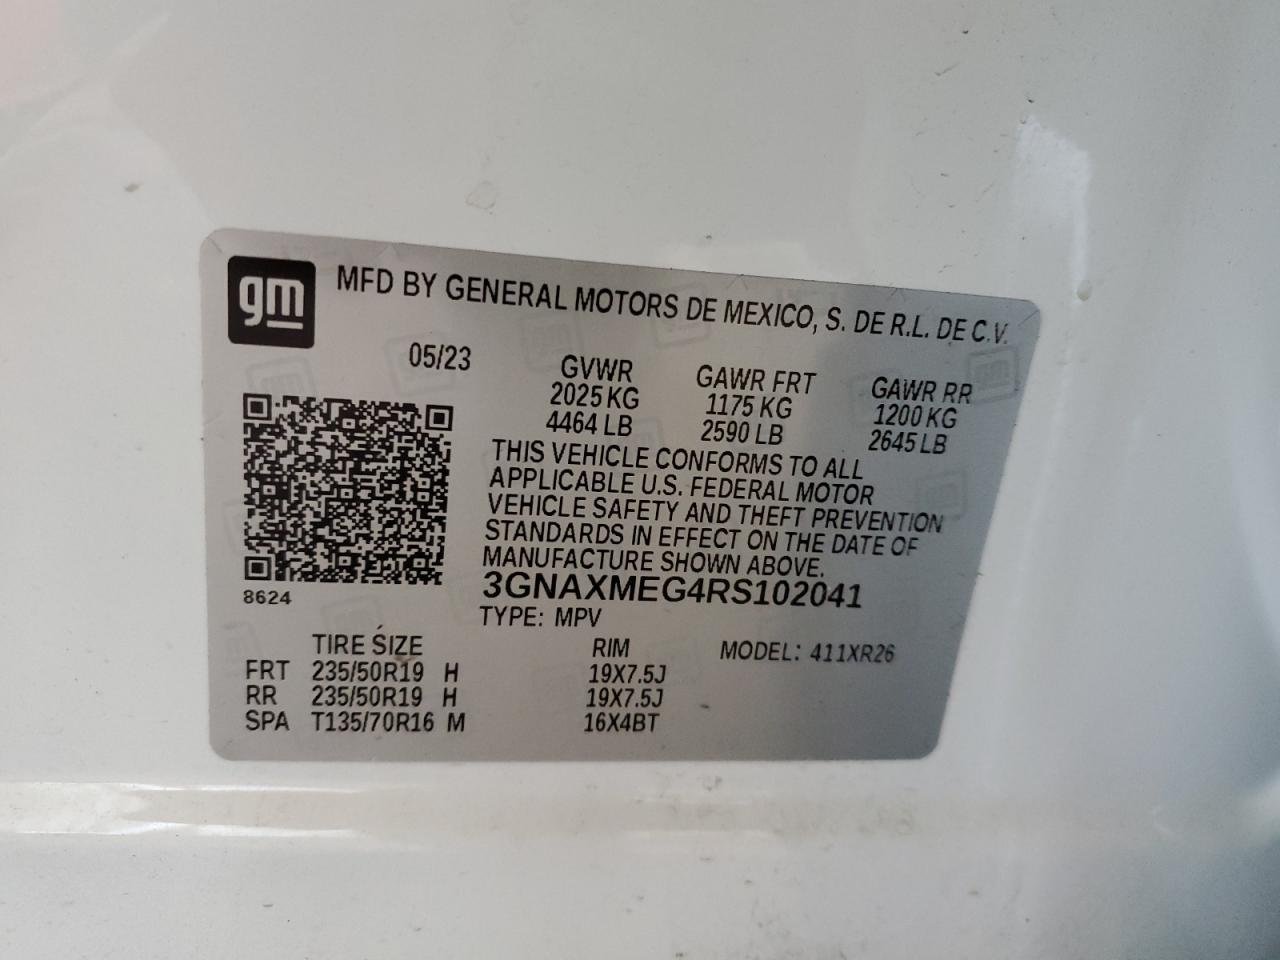 gm
MFD BY GENERAL MOTORS DE MEXICO, S. DE R.L. DE C.V.
05/23
GVWR
2025 KG
4464 LB
GAWR FRT
1175 KG
2590 LB
GAWR RR
1200 KG
2645 LB
THIS VEHICLE CONFORMS TO ALL
APPLICABLE U.S. FEDERAL MOTOR
VEHICLE SAFETY AND THEFT PREVENTION
STANDARDS IN EFFECT ON THE DATE OF
MANUFACTURE SHOWN ABOVE.
3GNAXMEG4RS102041
8624
TYPE: MPV
TIRE SIZE RIM MODEL: 411XR26
FRT 235/50R19 H 19X7.5J
RR 235/50R19 H 19X7.5J
SPA T135/70R16 M 16X4BT